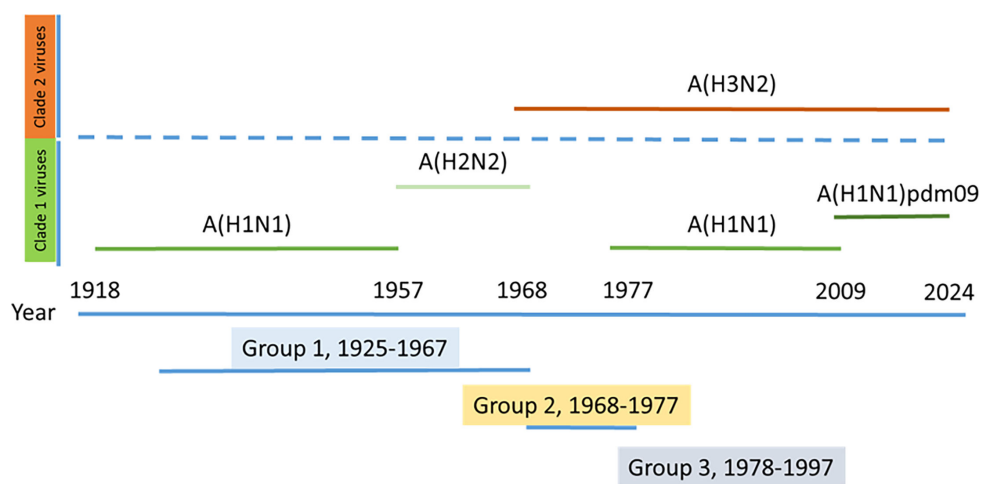 Clade 2 viruses
A(H3N2)
Clade 1 viruses
A(H2N2)
A(H1N1)pdm09
A(H1N1)
A(H1N1)
1918
1957
1968
1977
2009
2024
Year
Group 1, 1925-1967
Group 2, 1968-1977
Group 3, 1978-1997